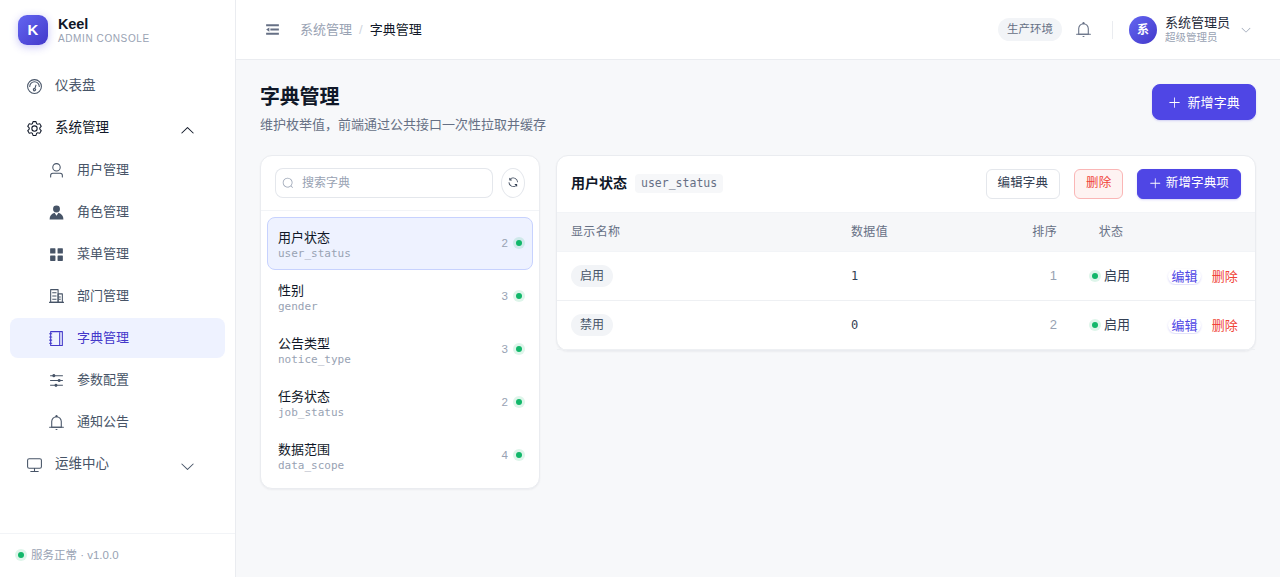 K
Keel
ADMIN CONSOLE
仪表盘
系统管理
用户管理
角色管理
菜单管理
部门管理
字典管理
参数配置
通知公告
运维中心
服务正常 · v1.0.0
系统管理 / 字典管理
生产环境
系
系统管理员
超级管理员
字典管理
维护枚举值，前端通过公共接口一次性拉取并缓存
新增字典
搜索字典
用户状态
user_status
2
性别
gender
3
公告类型
notice_type
3
任务状态
job_status
2
数据范围
data_scope
4
用户状态 user_status
编辑字典 删除 新增字典项
显示名称 数据值 排序 状态
启用 1 1 启用 编辑 删除
禁用 0 2 启用 编辑 删除